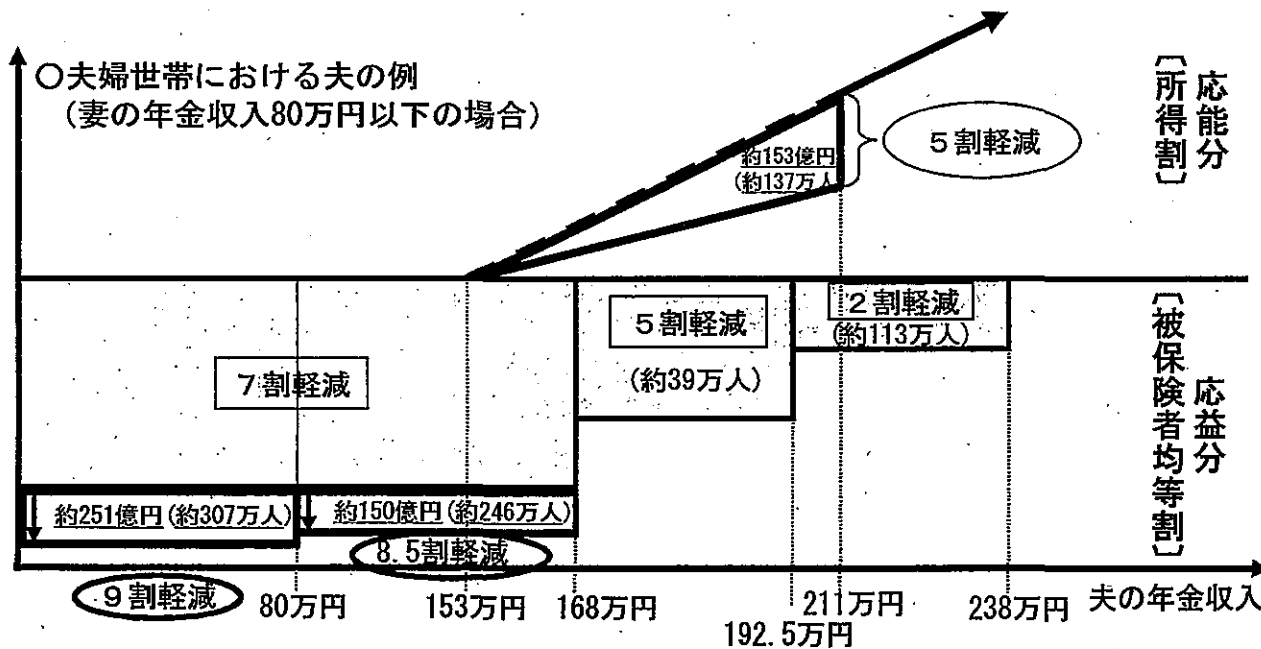 ○夫婦世帯における夫の例
(妻の年金収入80万円以下の場合)
約153億円
(約137万人
5割軽減
応能分
〔所得割〕
7割軽減
5割軽減
(約39万人)
2割軽減
(約113万人)
応益分
〔被保険者均等割〕
約251億円(約307万人)
約150億円(約246万人)
8.5割軽減
9割軽減
80万円
153万円
168万円
192.5万円
211万円
238万円
夫の年金収入